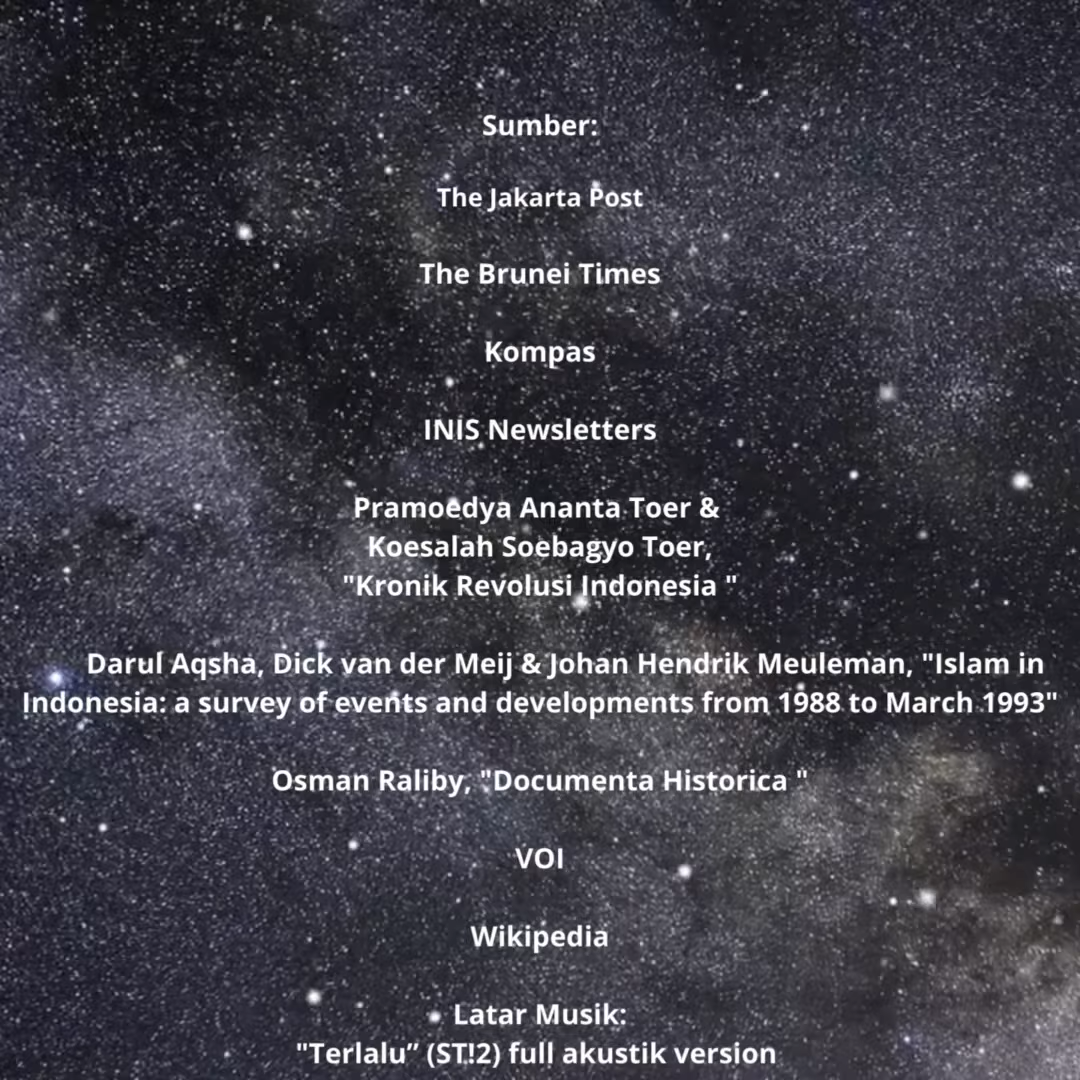 Sumber:
The Jakarta Post
The Brunei Times
Kompas
INIS Newsletters
Pramoedya Ananta Toer &
Koesalah Soebagyo Toer,
"Kronik Revolusi Indonesia "
Darul Aqsha, Dick van der Meij & Johan Hendrik Meuleman, "Islam in
Indonesia: a survey of events and developments from 1988 to March 1993"
Osman Raliby, "Documenta Historica "
VOI
Wikipedia
Latar Musik:
"Terlalu” (ST!2) full akustik version